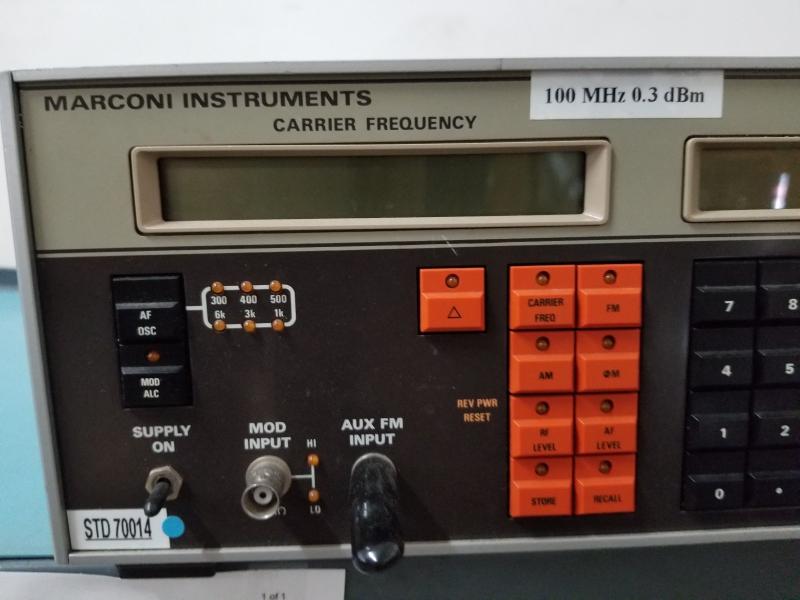 MARCONI INSTRUMENTS
100 MHz 0.3 dBm
CARRIER FREQUENCY
AF
OSC
300 400 500
6k 3k 1k
MOD
ALC
△
CARRIER
FREQ
FM
AM
ΦM
RF
LEVEL
AF
LEVEL
STORE
RECALL
REV PWR
RESET
7 8
4 5
1 2
0 •
SUPPLY
ON
MOD
INPUT
HI
LO
AUX FM
INPUT
STD 70014
1 of 1